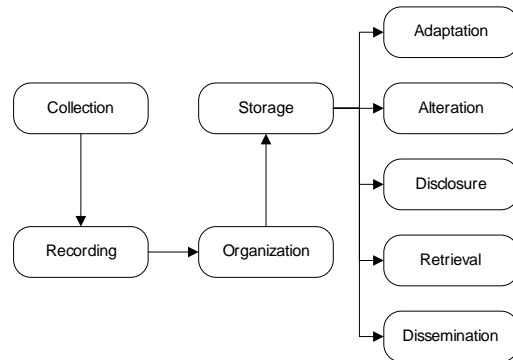 Collection
Recording
Organization
Storage
Adaptation
Alteration
Disclosure
Retrieval
Dissemination